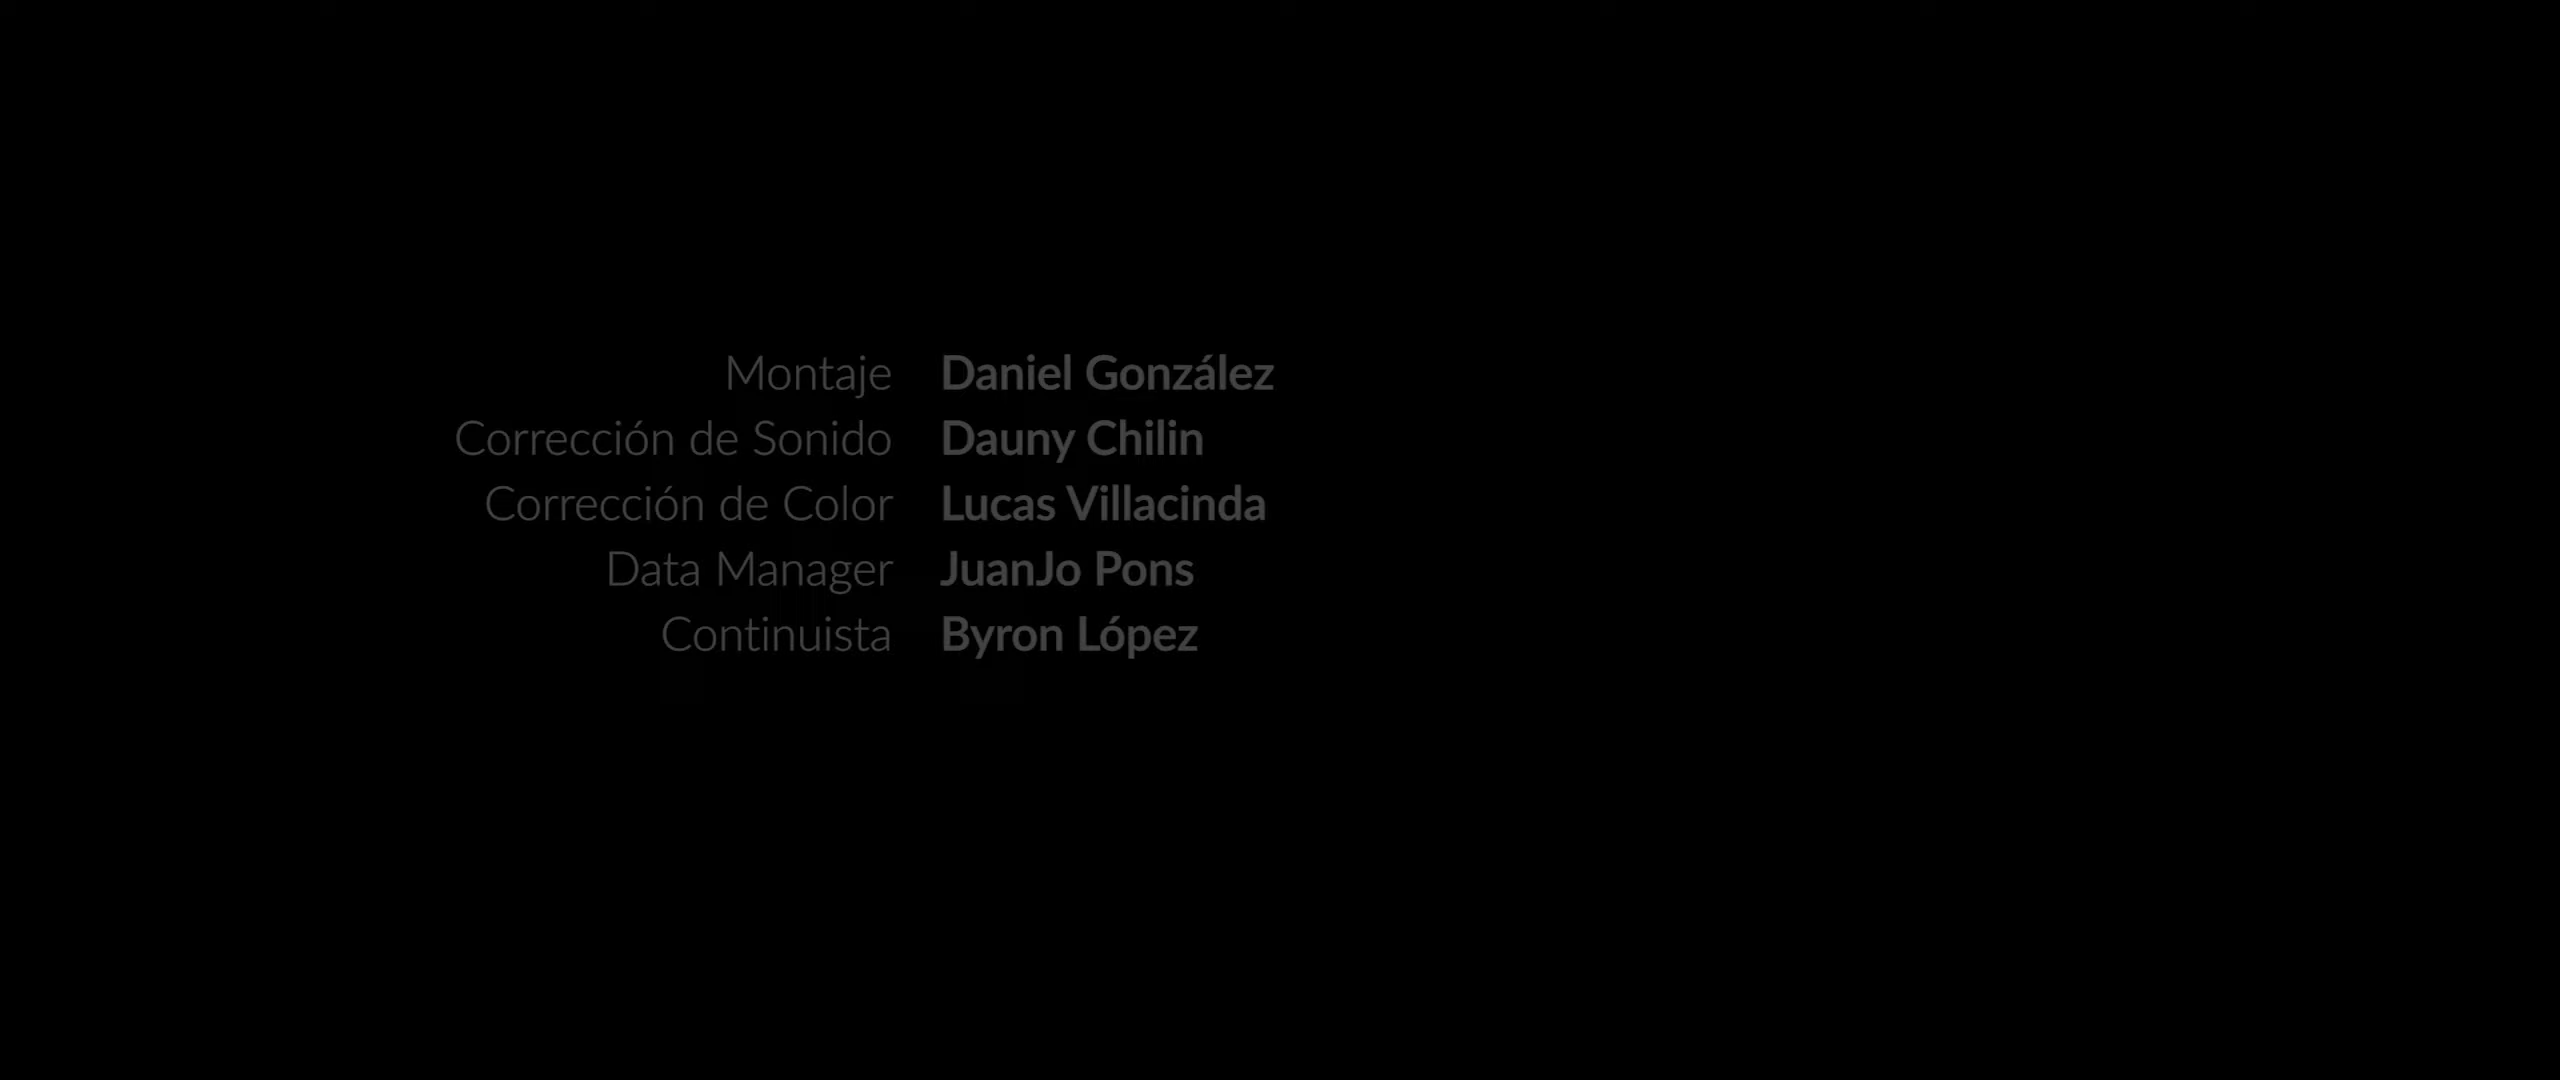 Montaje Daniel González
Corrección de Sonido Dauny Chilin
Corrección de Color Lucas Villacinda
Data Manager JuanJo Pons
Continuista Byron López